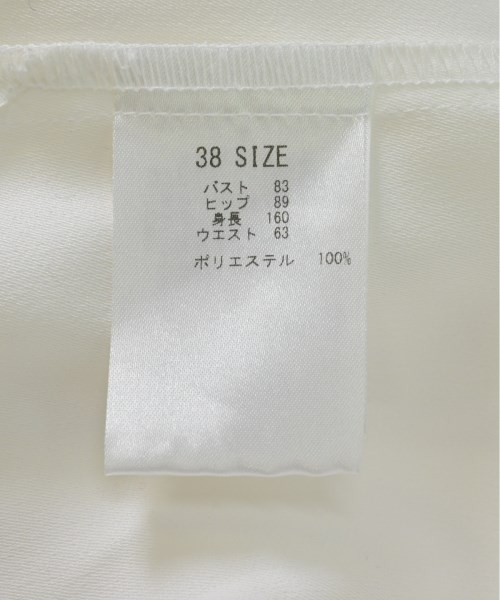 38 SIZE
バスト 83
ヒップ 89
身長 160
ウエスト 63
ポリエステル 100%